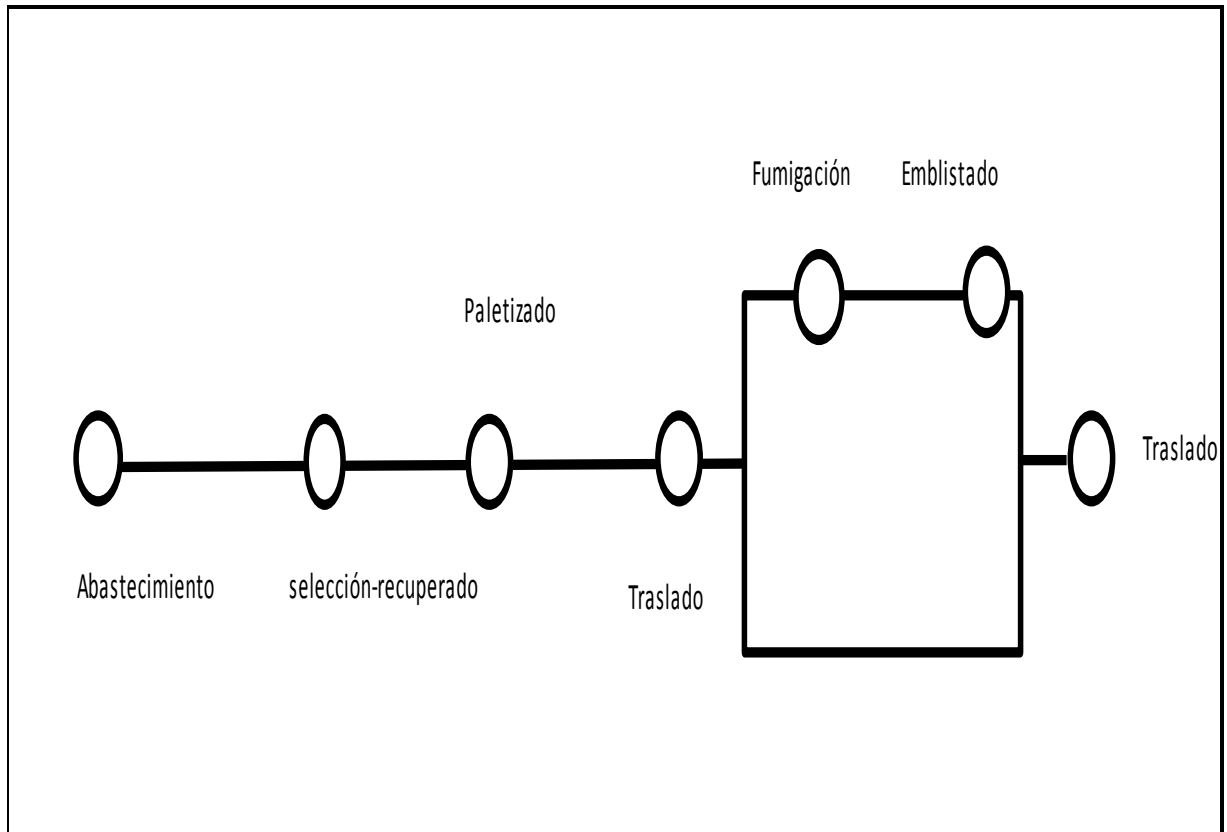 Fumigación
Emblistado
Paletizado
Traslado
Abastecimiento
selección-recuperado
Traslado